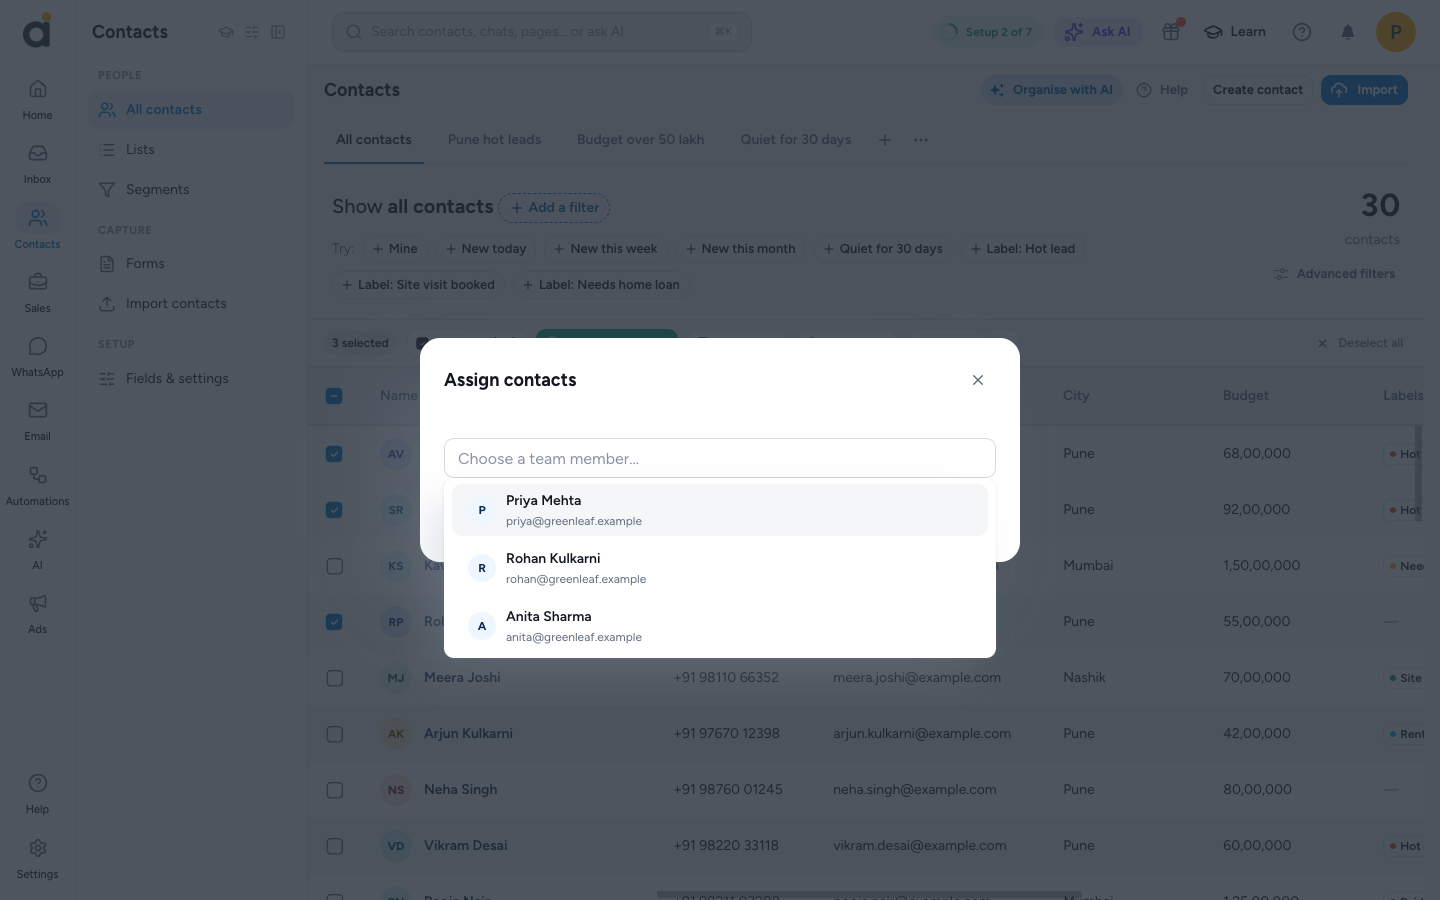 Contacts
Search contacts, chats, pages... or ask AI
⌘K
Setup 2 of 7
Ask AI
Learn
P
Home
Inbox
Contacts
Sales
WhatsApp
Email
Automations
AI
Ads
Help
Settings
PEOPLE
All contacts
Lists
Segments
CAPTURE
Forms
Import contacts
SETUP
Fields & settings
Contacts
Organise with AI
Help
Create contact
Import
All contacts
Pune hot leads
Budget over 50 lakh
Quiet for 30 days
Show all contacts
+ Add a filter
30
contacts
Try:
+ Mine
+ New today
+ New this week
+ New this month
+ Quiet for 30 days
+ Label: Hot lead
+ Label: Site visit booked
+ Label: Needs home loan
Advanced filters
3 selected
Deselect all
Assign contacts
Choose a team member...
P
Priya Mehta
priya@greenleaf.example
R
Rohan Kulkarni
rohan@greenleaf.example
A
Anita Sharma
anita@greenleaf.example
Name
City
Budget
Labels
AV
Pune
68,00,000
Hot
SR
Pune
92,00,000
Hot
KS
Mumbai
1,50,00,000
RP
Pune
55,00,000
—
MJ
Meera Joshi
+91 98110 66352
meera.joshi@example.com
Nashik
70,00,000
Site
AK
Arjun Kulkarni
+91 97670 12398
arjun.kulkarni@example.com
Pune
42,00,000
Rent
NS
Neha Singh
+91 98760 01245
neha.singh@example.com
Pune
80,00,000
—
VD
Vikram Desai
+91 98220 33118
vikram.desai@example.com
Pune
60,00,000
Hot